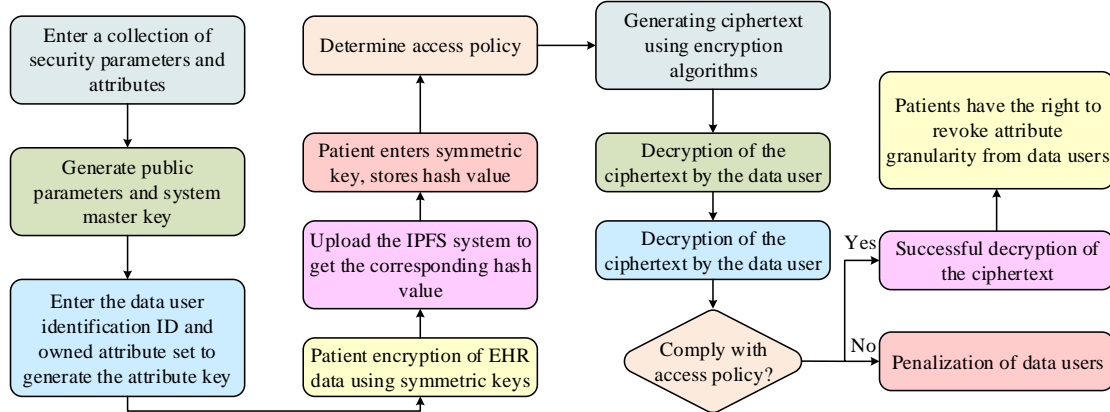 Enter a collection of
security parameters and
attributes
Generate public
parameters and system
master key
Enter the data user
identification ID and
owned attribute set to
generate the attribute key
Patient encryption of EHR
data using symmetric keys
Upload the IPFS system to
get the corresponding hash
value
Patient enters symmetric
key, stores hash value
Determine access policy
Generating ciphertext
using encryption
algorithms
Decryption of the
ciphertext by the data user
Decryption of the
ciphertext by the data user
Comply with
access policy?
Yes
Successful decryption of
the ciphertext
Patients have the right to
revoke attribute
granularity from data users
No
Penalization of data users